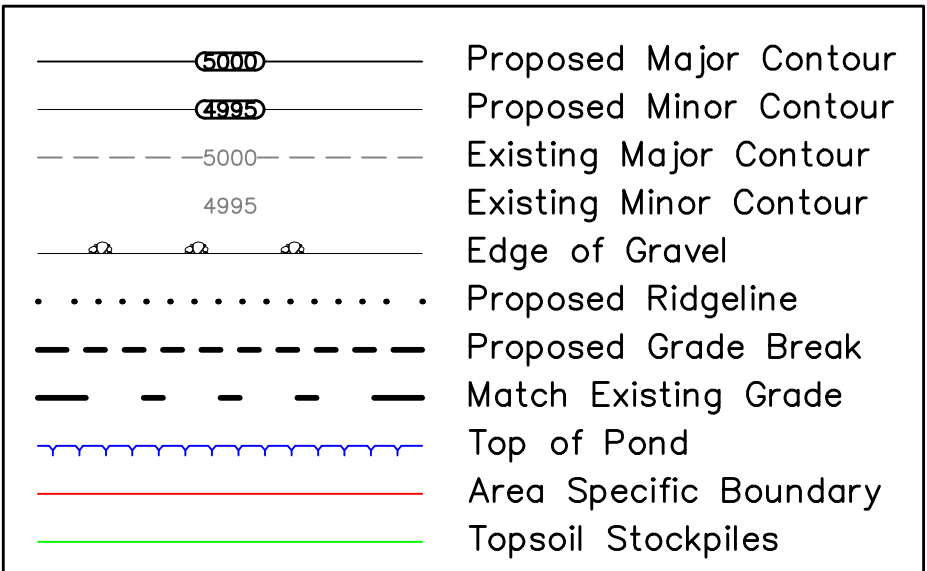 5000 Proposed Major Contour
4995 Proposed Minor Contour
5000 Existing Major Contour
4995 Existing Minor Contour
Edge of Gravel
Proposed Ridgeline
Proposed Grade Break
Match Existing Grade
Top of Pond
Area Specific Boundary
Topsoil Stockpiles